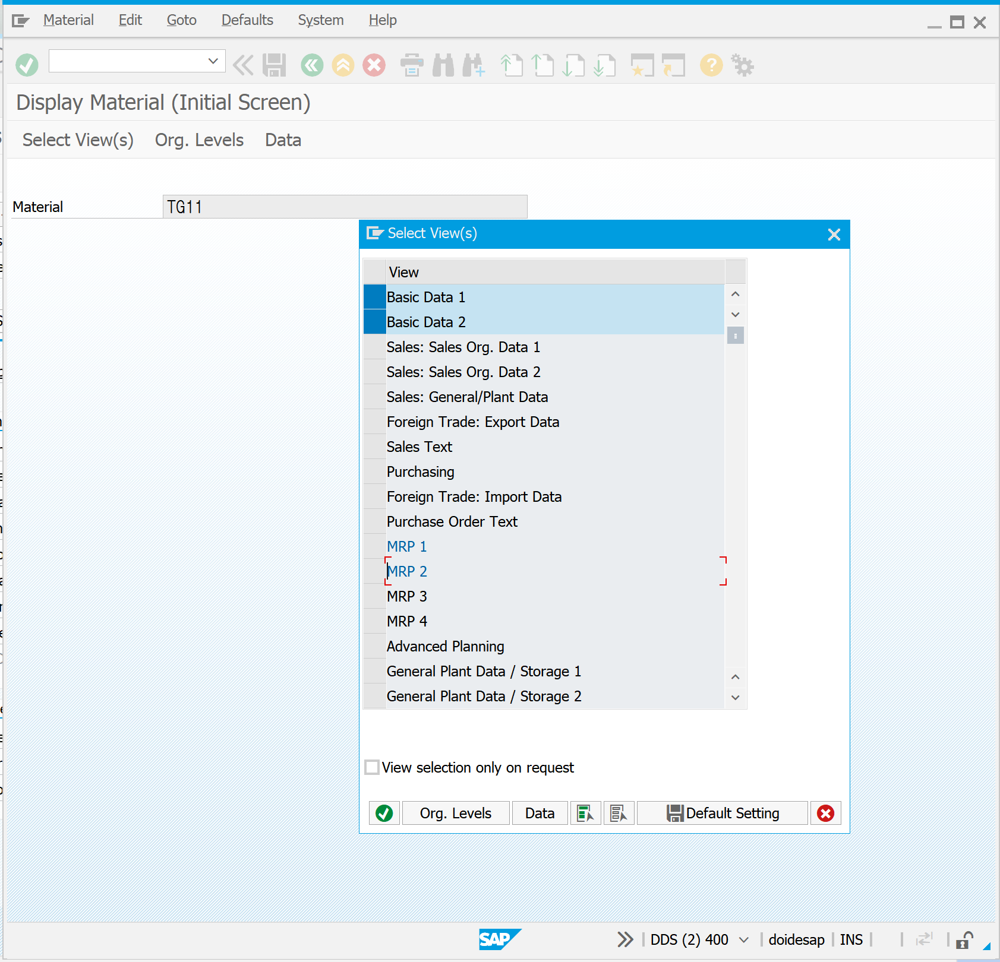 Material Edit Goto Defaults System Help
Display Material (Initial Screen)
Select View(s) Org. Levels Data
Material TG11
Select View(s)
View
Basic Data 1
Basic Data 2
Sales: Sales Org. Data 1
Sales: Sales Org. Data 2
Sales: General/Plant Data
Foreign Trade: Export Data
Sales Text
Purchasing
Foreign Trade: Import Data
Purchase Order Text
MRP 1
MRP 2
MRP 3
MRP 4
Advanced Planning
General Plant Data / Storage 1
General Plant Data / Storage 2
View selection only on request
Org. Levels Data Default Setting
SAP DDS (2) 400 doidesap INS